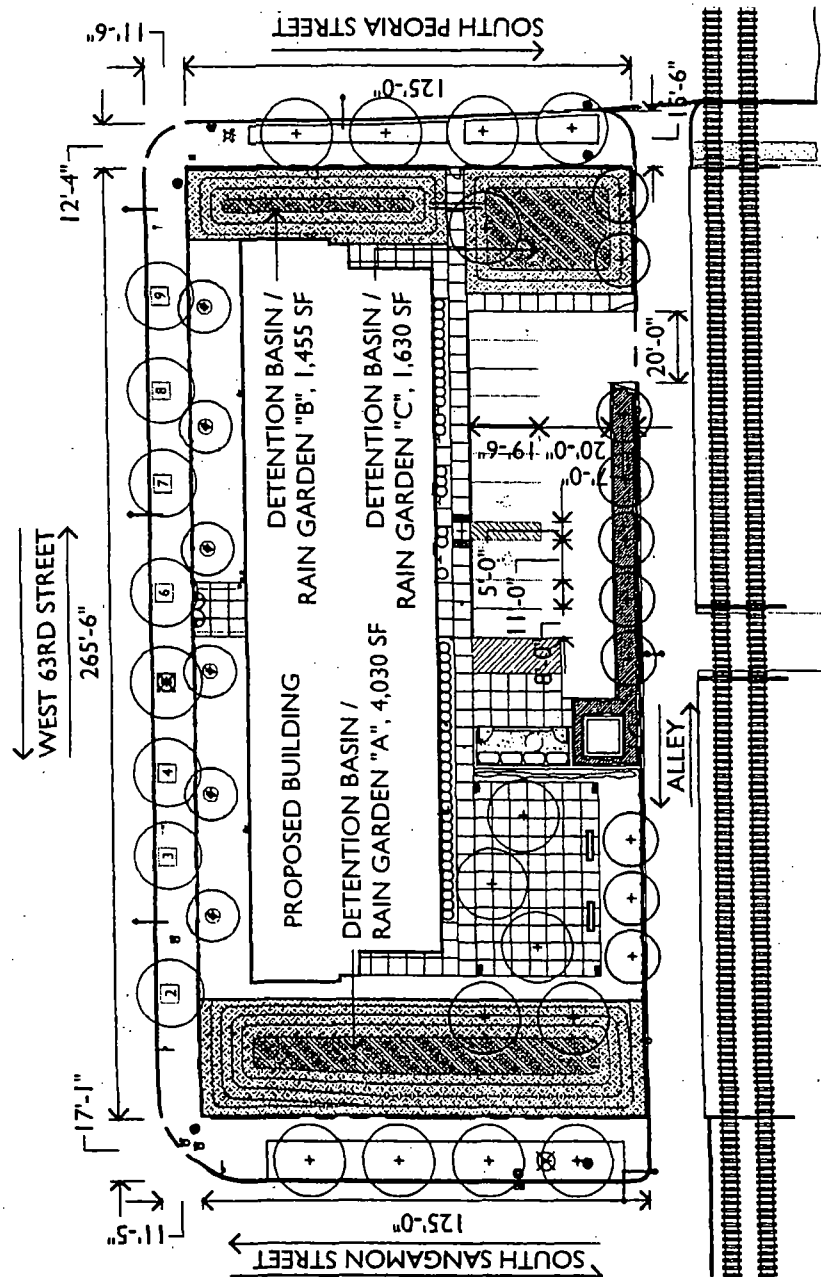 WEST 63RD STREET
265'-6"
SOUTH PEORIA STREET
125'-0"
11'-6"
12'-4"
15'-6"
17'-1"
11'-5"
125'-0"
SOUTH SANGAMON STREET
9
8
7
6
4
3
2
DETENTION BASIN /
RAIN GARDEN "B", 1,455 SF
DETENTION BASIN /
RAIN GARDEN "C", 1,630 SF
PROPOSED BUILDING
DETENTION BASIN /
RAIN GARDEN "A", 4,030 SF
20'-0"
19'-6"
20'-0"
7'-0"
5'-0"
11'-0"
8'-0"
ALLEY